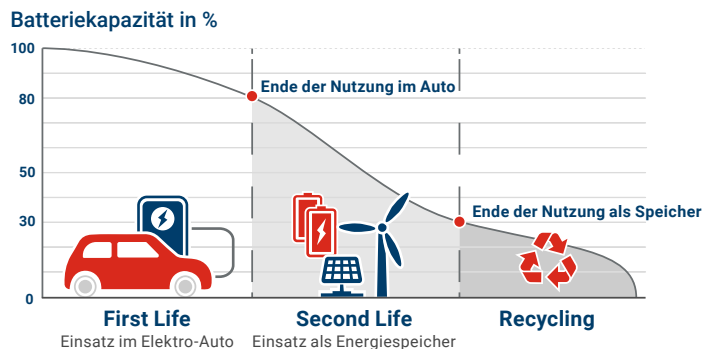 Batteriekapazität in %
100
Ende der Nutzung im Auto
80
50
30
Ende der Nutzung als Speicher
0
First Life
Second Life
Recycling
Einsatz im Elektro-Auto
Einsatz als Energiespeicher